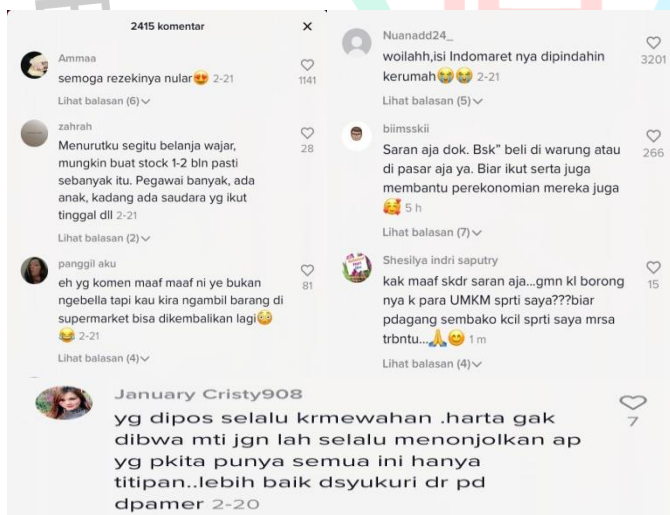 2415 komentar
Ammaa
semoga rezekinya nular😍 2-21
1141
Lihat balasan (6)
zahrah
Menurutku segitu belanja wajar,
mungkin buat stock 1-2 bln pasti
sebanyak itu. Pegawai banyak, ada
anak, kadang ada saudara yg ikut
tinggal dll 2-21
28
Lihat balasan (2)
panggil aku
eh yg komen maaf maaf ni ye bukan
ngebella tapi kau kira ngambil barang di
supermarket bisa dikembalikan lagi😳
😂 2-21
81
Lihat balasan (4)
Nuanadd24_
woilahh,isi Indomaret nya dipindahin
kerumah😭😭 2-21
3201
Lihat balasan (5)
biimsskii
Saran aja dok. Bsk” beli di warung atau
di pasar aja ya. Biar ikut serta juga
membantu perekonomian mereka juga
🥰 5 h
266
Lihat balasan (7)
Shesilya indri saputry
kak maaf skdr saran aja...gmn kl borong
nya k para UMKM sprti saya???biar
pdagang sembako kcil sprti saya mrsa
trbntu...🙏😊 1 m
15
Lihat balasan (4)
January Cristy908
yg dipos selalu krmewahan .harta gak
dibwa mti jgn lah selalu menonjolkan ap
yg pkita punya semua ini hanya
titipan..lebih baik dsyukuri dr pd
dpamer 2-20
7